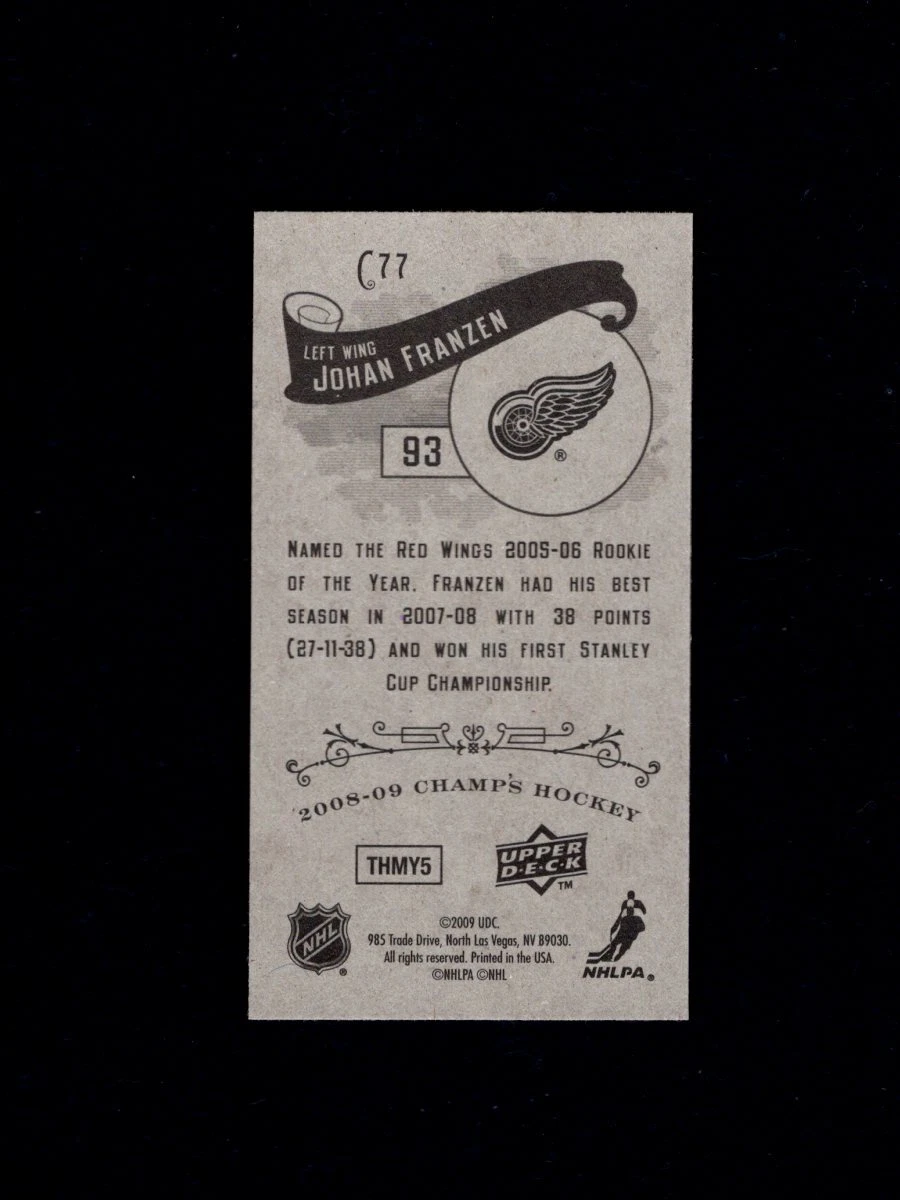 C77
LEFT WING
JOHAN FRANZEN
93
®
NAMED THE RED WINGS 2005-06 ROOKIE
OF THE YEAR, FRANZEN HAD HIS BEST
SEASON IN 2007-08 WITH 38 POINTS
(27-11-38) AND WON HIS FIRST STANLEY
CUP CHAMPIONSHIP.
2008-09 CHAMP'S HOCKEY
THMY5
UPPER
D·E·C·K
TM
NHL
®
©2009 UDC.
985 Trade Drive, North Las Vegas, NV 89030.
All rights reserved. Printed in the USA.
©NHLPA ©NHL
NHLPA®